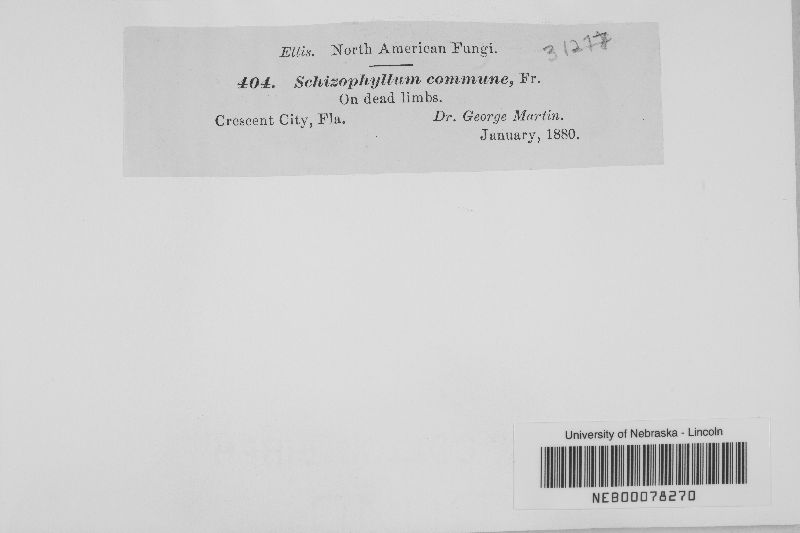 Ellis. North American Fungi.
31277
404. Schizophyllum commune, Fr.
On dead limbs.
Crescent City, Fla. Dr. George Martin.
January, 1880.
University of Nebraska - Lincoln
NEB00078270